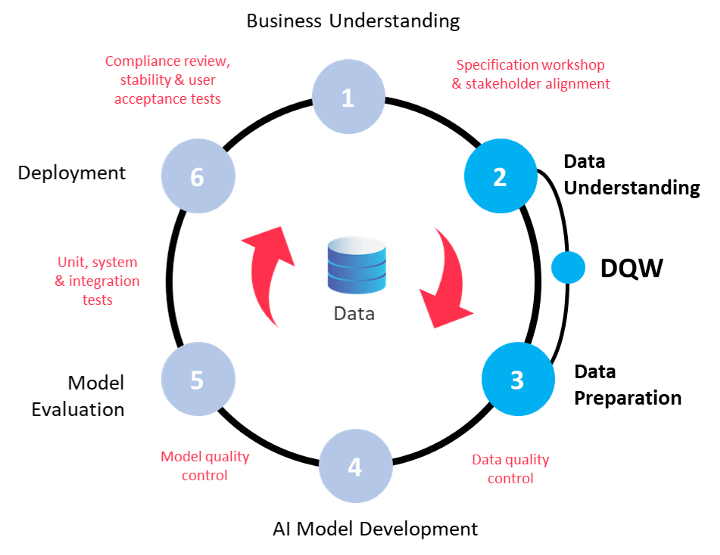 Business Understanding
Compliance review,
stability & user
acceptance tests
Specification workshop
& stakeholder alignment
1
Deployment
6
2
Data
Understanding
Unit, system
& integration
tests
Data
DQW
Model
Evaluation
5
3
Data
Preparation
Model quality
control
4
Data quality
control
AI Model Development